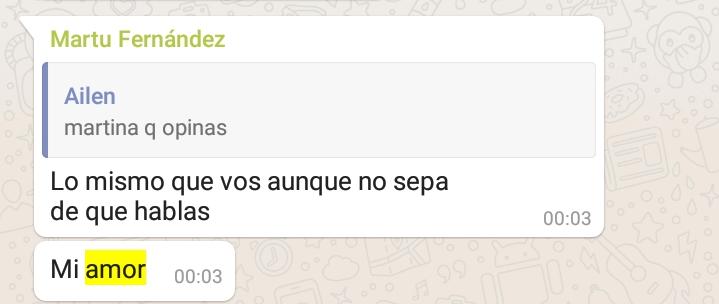 Martu Fernández
Ailen
martina q opinas
Lo mismo que vos aunque no sepa
de que hablas
00:03
Mi amor
00:03